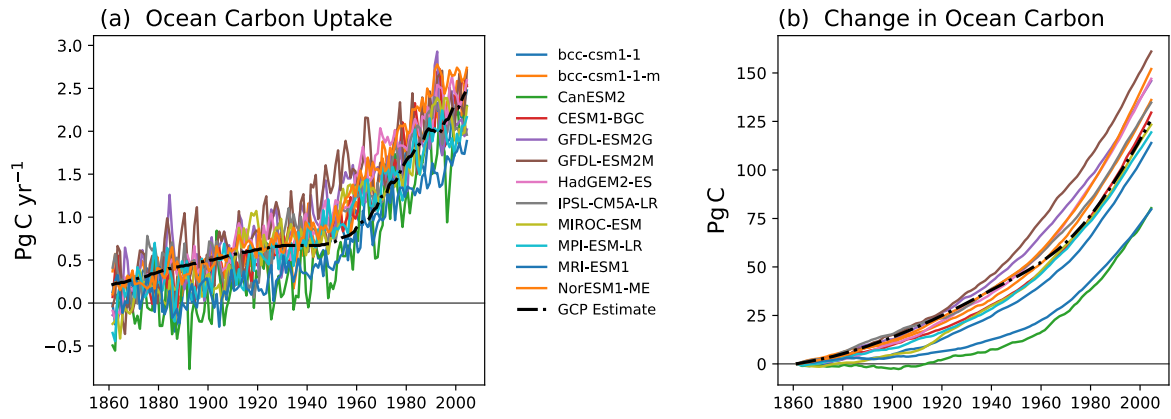 (a) Ocean Carbon Uptake
Pg C yr⁻¹
3.0
2.5
2.0
1.5
1.0
0.5
0.0
−0.5
1860 1880 1900 1920 1940 1960 1980 2000
bcc-csm1-1
bcc-csm1-1-m
CanESM2
CESM1-BGC
GFDL-ESM2G
GFDL-ESM2M
HadGEM2-ES
IPSL-CM5A-LR
MIROC-ESM
MPI-ESM-LR
MRI-ESM1
NorESM1-ME
GCP Estimate
(b) Change in Ocean Carbon
Pg C
150
125
100
75
50
25
0
1860 1880 1900 1920 1940 1960 1980 2000